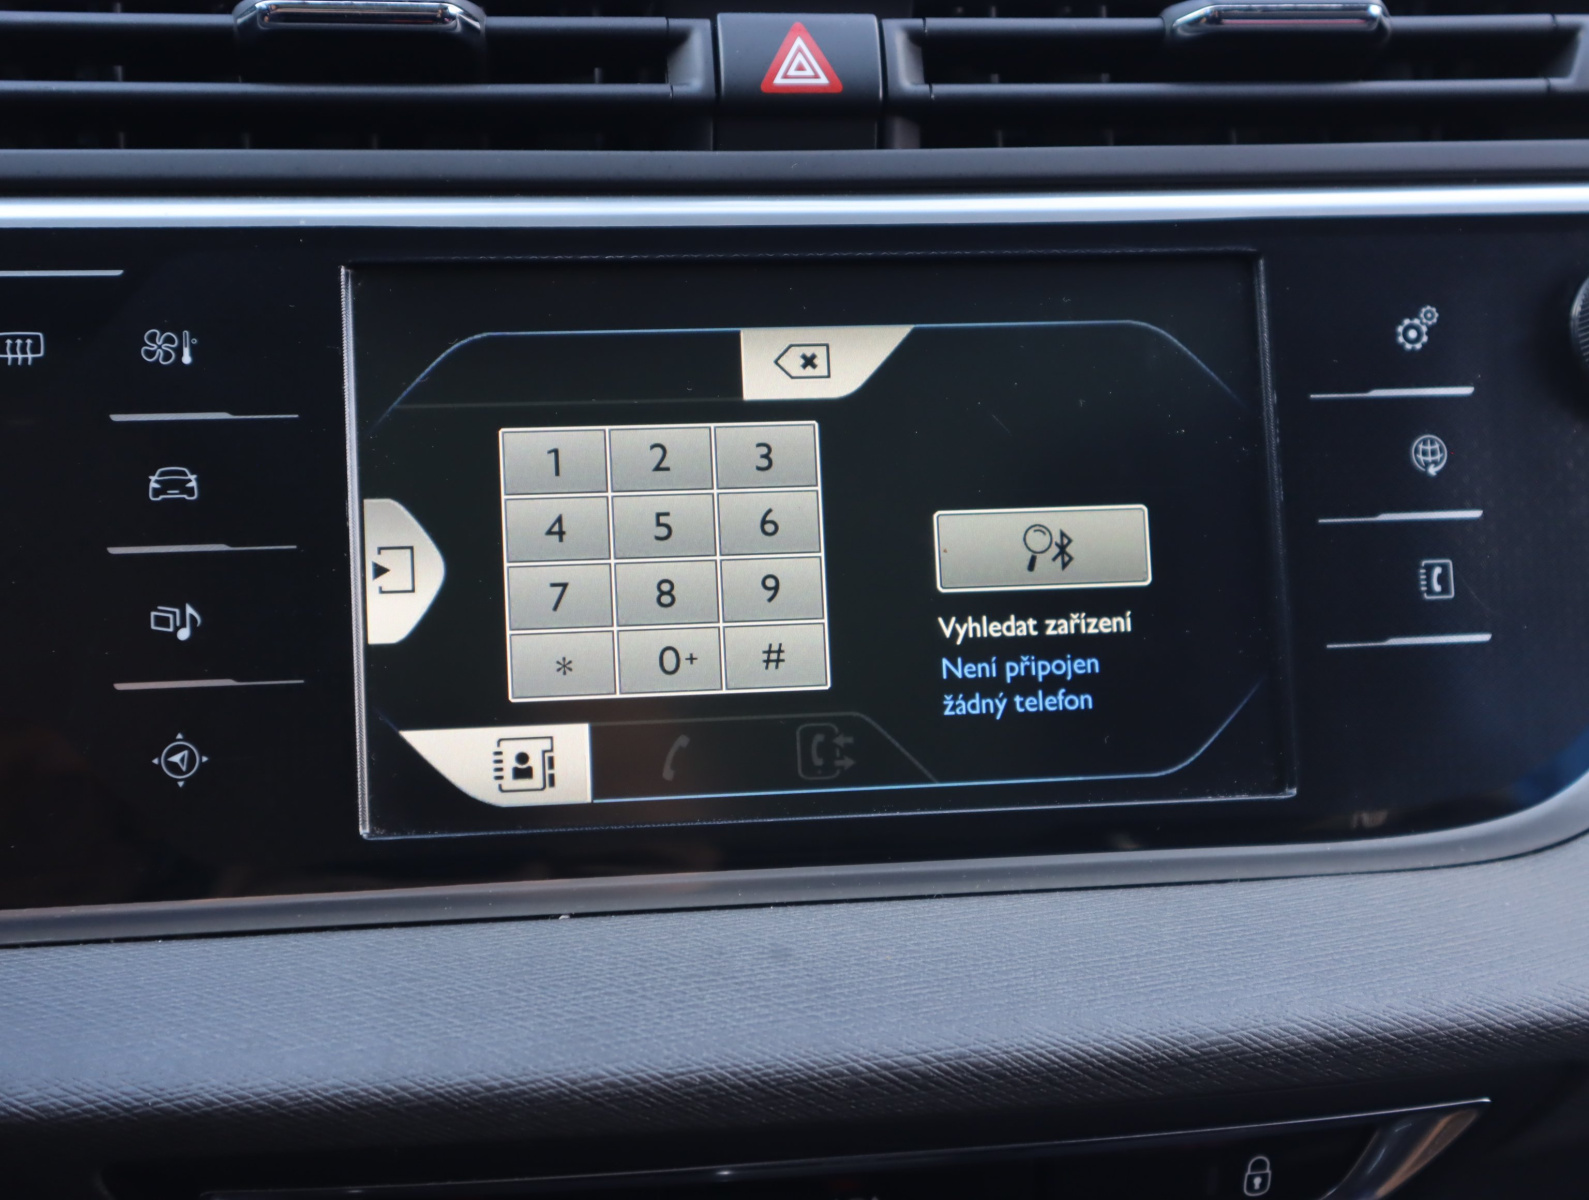 1 2 3
4 5 6
7 8 9
* 0+ #
Vyhledat zařízení
Není připojen
žádný telefon